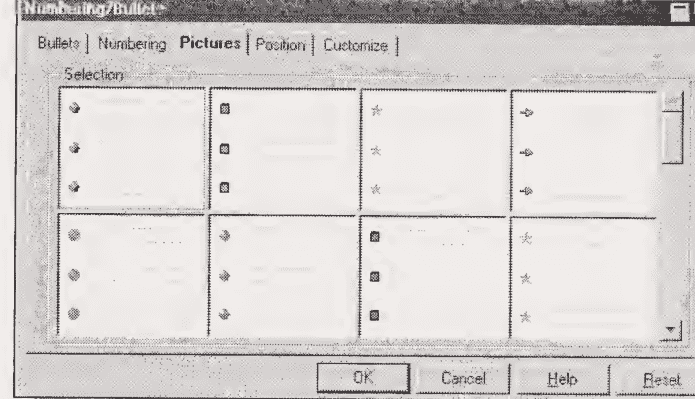 Numbering/Bullets
Bullets Numbering Pictures Position Customize
Selection
OK Cancel Help Reset